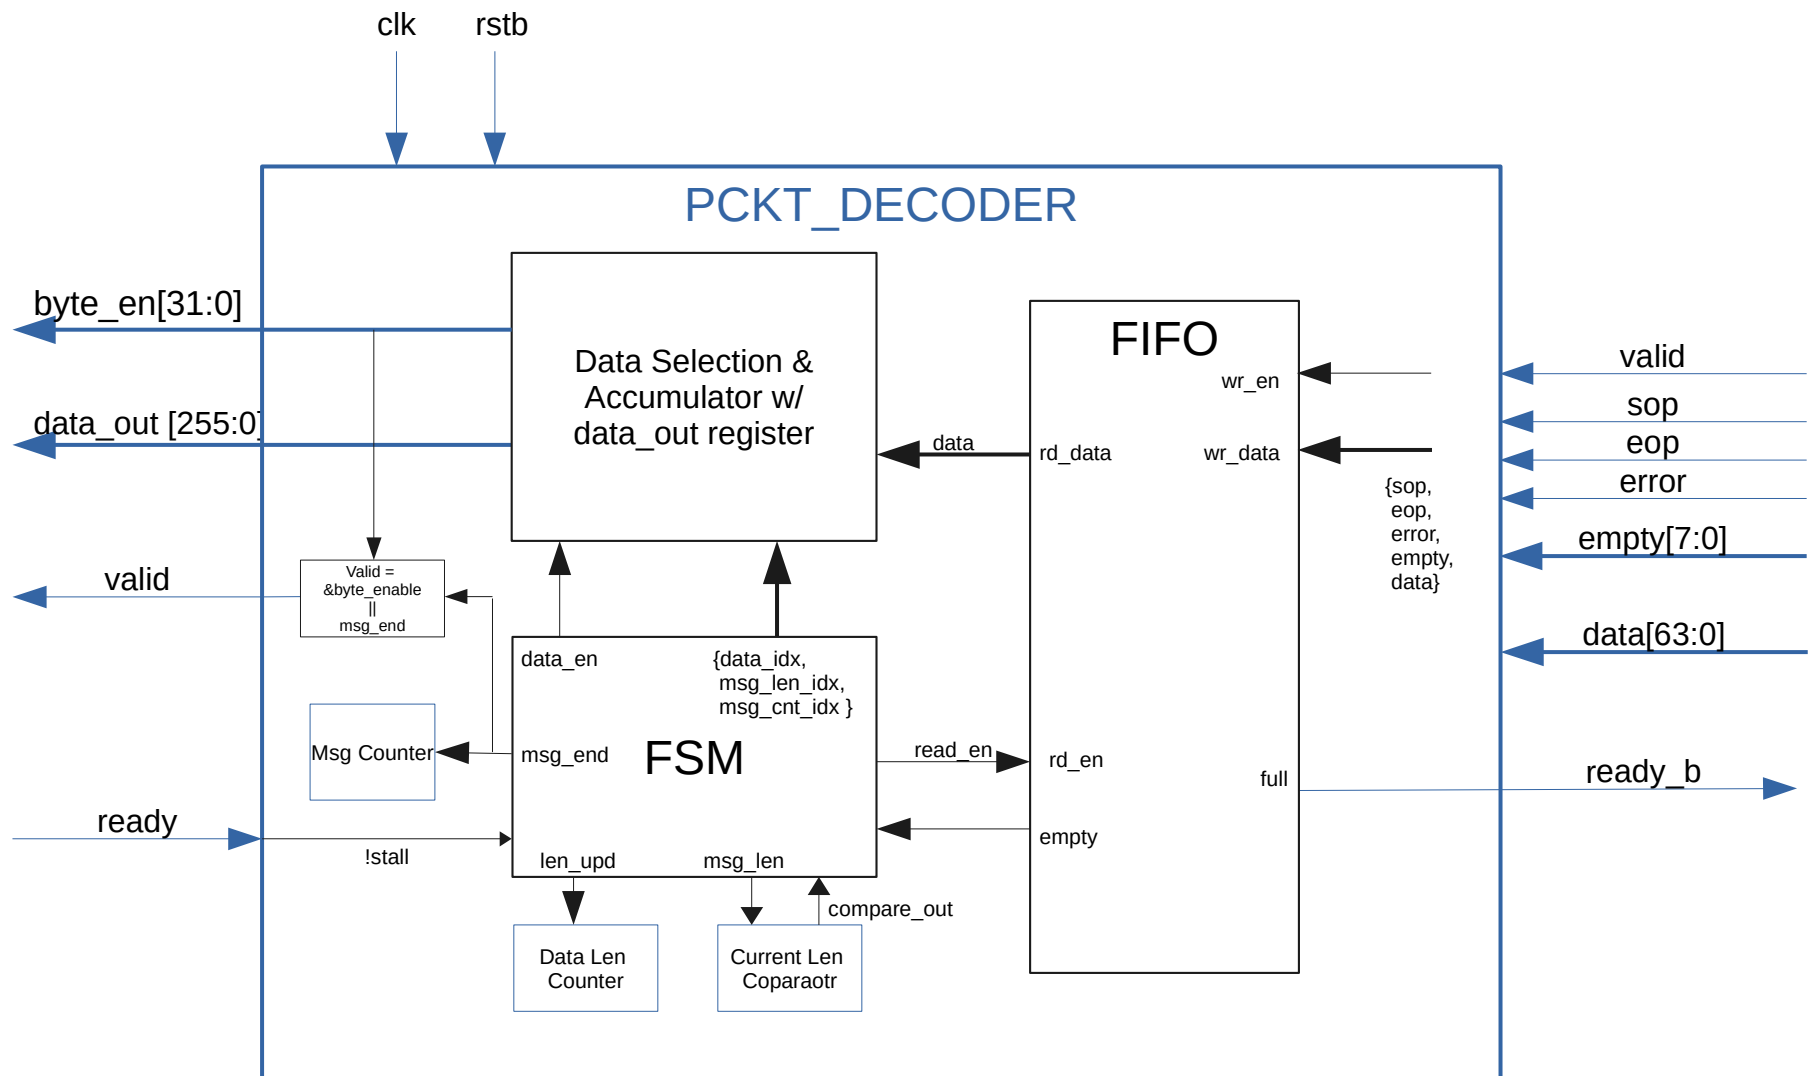 clk
rstb
PCKT_DECODER
byte_en[31:0]
data_out [255:0]
valid
ready
Data Selection &
Accumulator w/
data_out register
data
FIFO
wr_en
rd_data
wr_data
{sop,
eop,
error,
empty,
data}
valid
sop
eop
error
empty[7:0]
data[63:0]
ready_b
Valid =
&byte_enable
||
msg_end
data_en
{data_idx,
msg_len_idx,
msg_cnt_idx }
Msg Counter
msg_end
FSM
read_en
rd_en
full
empty
!stall
len_upd
msg_len
compare_out
Data Len
Counter
Current Len
Coparaotr